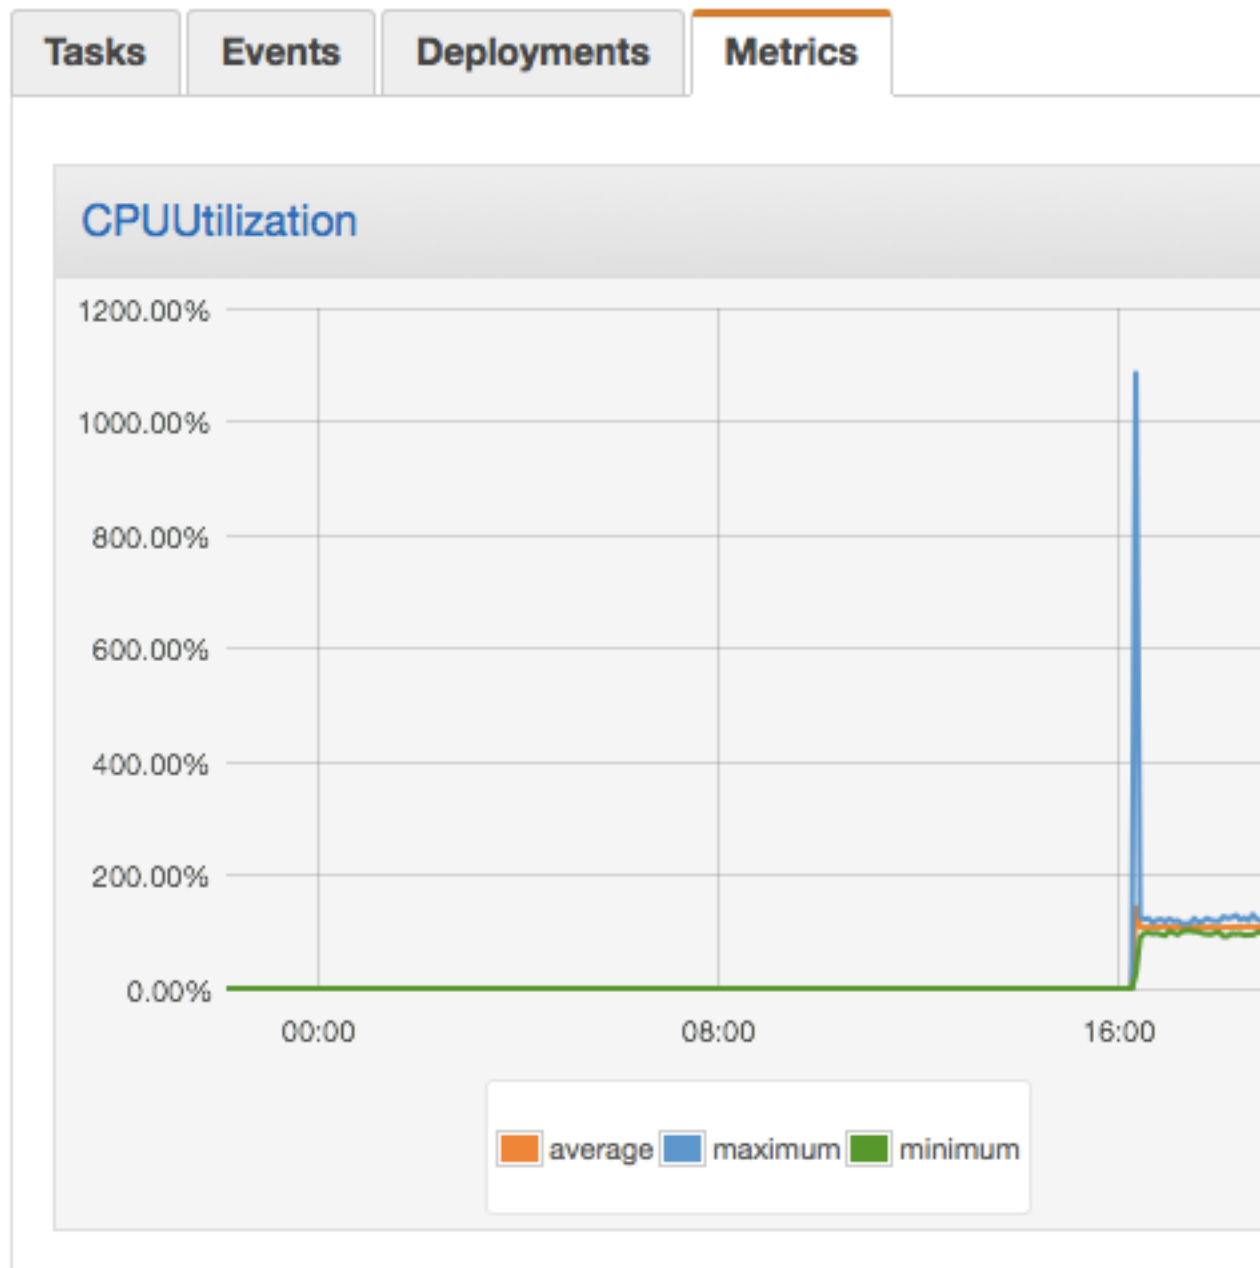 Tasks Events Deployments Metrics
CPUUtilization
1200.00%
1000.00%
800.00%
600.00%
400.00%
200.00%
0.00%
00:00 08:00 16:00
average maximum minimum